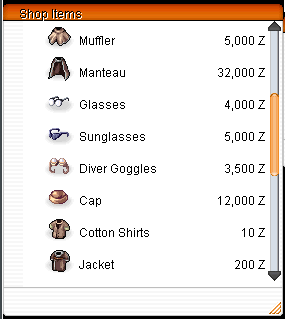 Shop Items
Muffler 5,000 Z
Manteau 32,000 Z
Glasses 4,000 Z
Sunglasses 5,000 Z
Diver Goggles 3,500 Z
Cap 12,000 Z
Cotton Shirts 10 Z
Jacket 200 Z